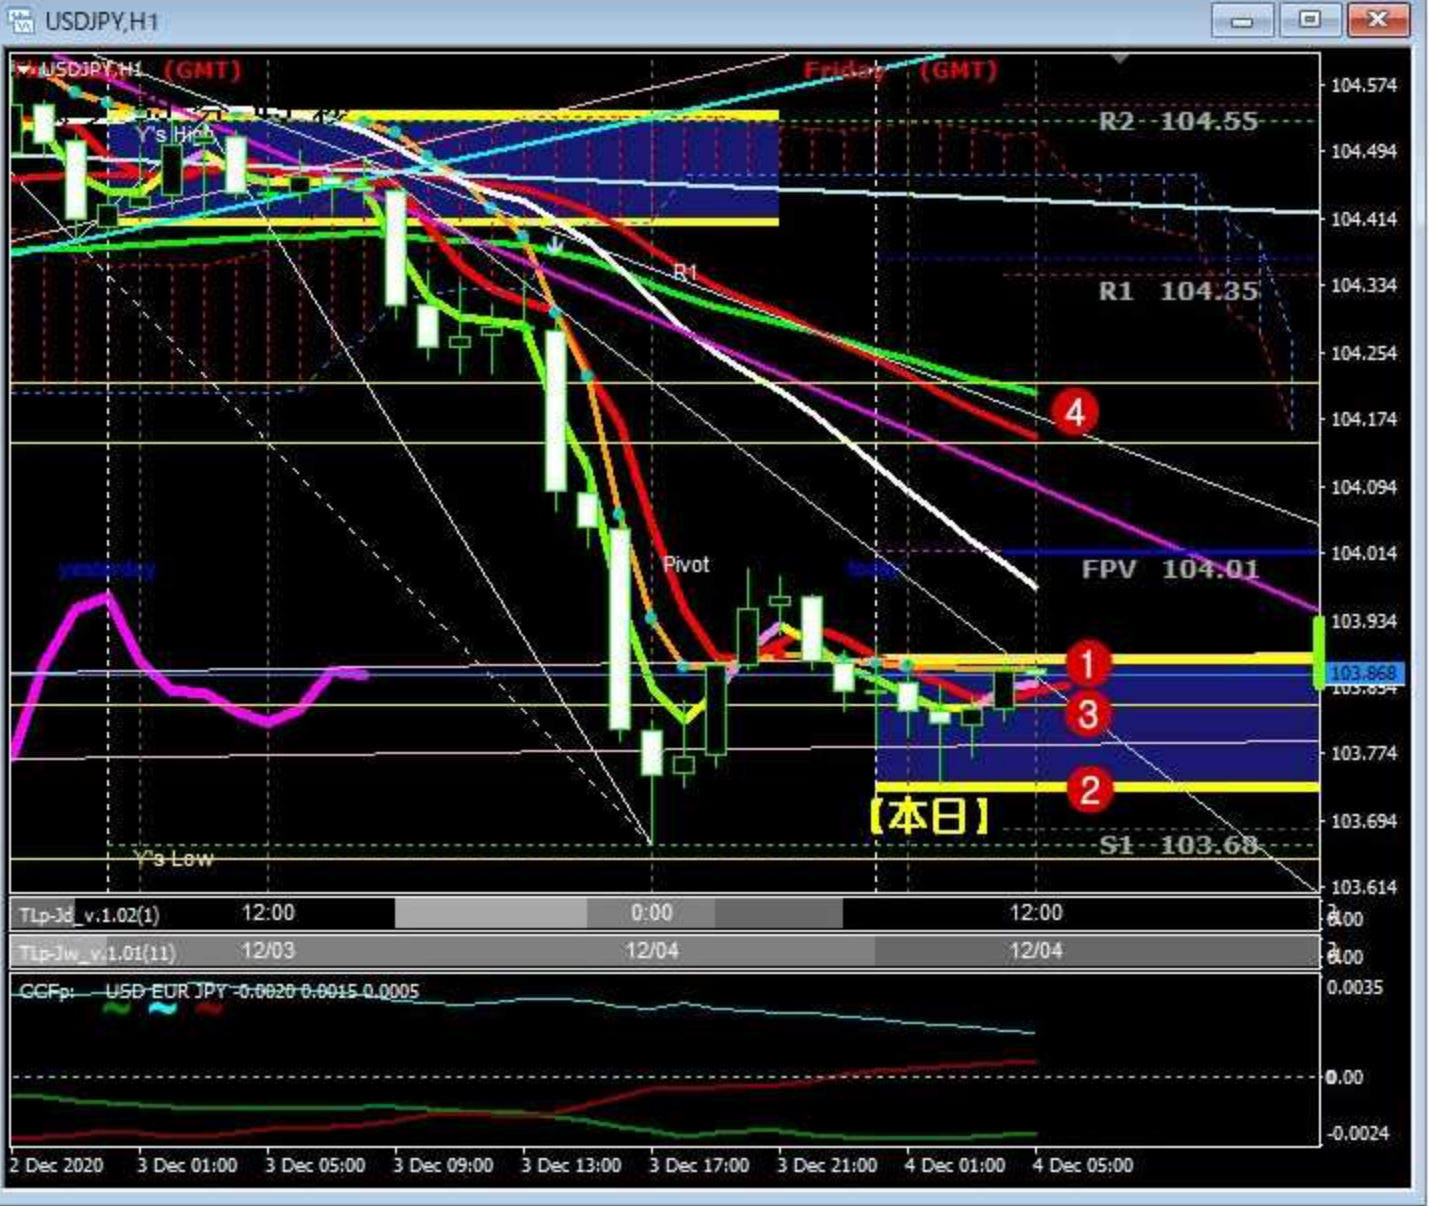 USDJPY,H1
USDJPY,H1 (GMT)
Friday (GMT)
104.574
R2 104.55
Y's High
104.494
104.414
R1
R1 104.35
104.334
104.254
4
104.174
104.094
yesterday
Pivot
today
FPV 104.01
104.014
103.934
1
103.868
103.854
3
103.774
2
【本日】
103.694
S1 103.68
Y's Low
103.614
TLp-Jd_v.1.02(1) 12:00 0:00 12:00
TLp-Jw_v.1.01(11) 12/03 12/04 12/04
CCFp: USD EUR JPY -0.0020 0.0015 0.0005
0.0035
0.00
-0.0024
2 Dec 2020 3 Dec 01:00 3 Dec 05:00 3 Dec 09:00 3 Dec 13:00 3 Dec 17:00 3 Dec 21:00 4 Dec 01:00 4 Dec 05:00